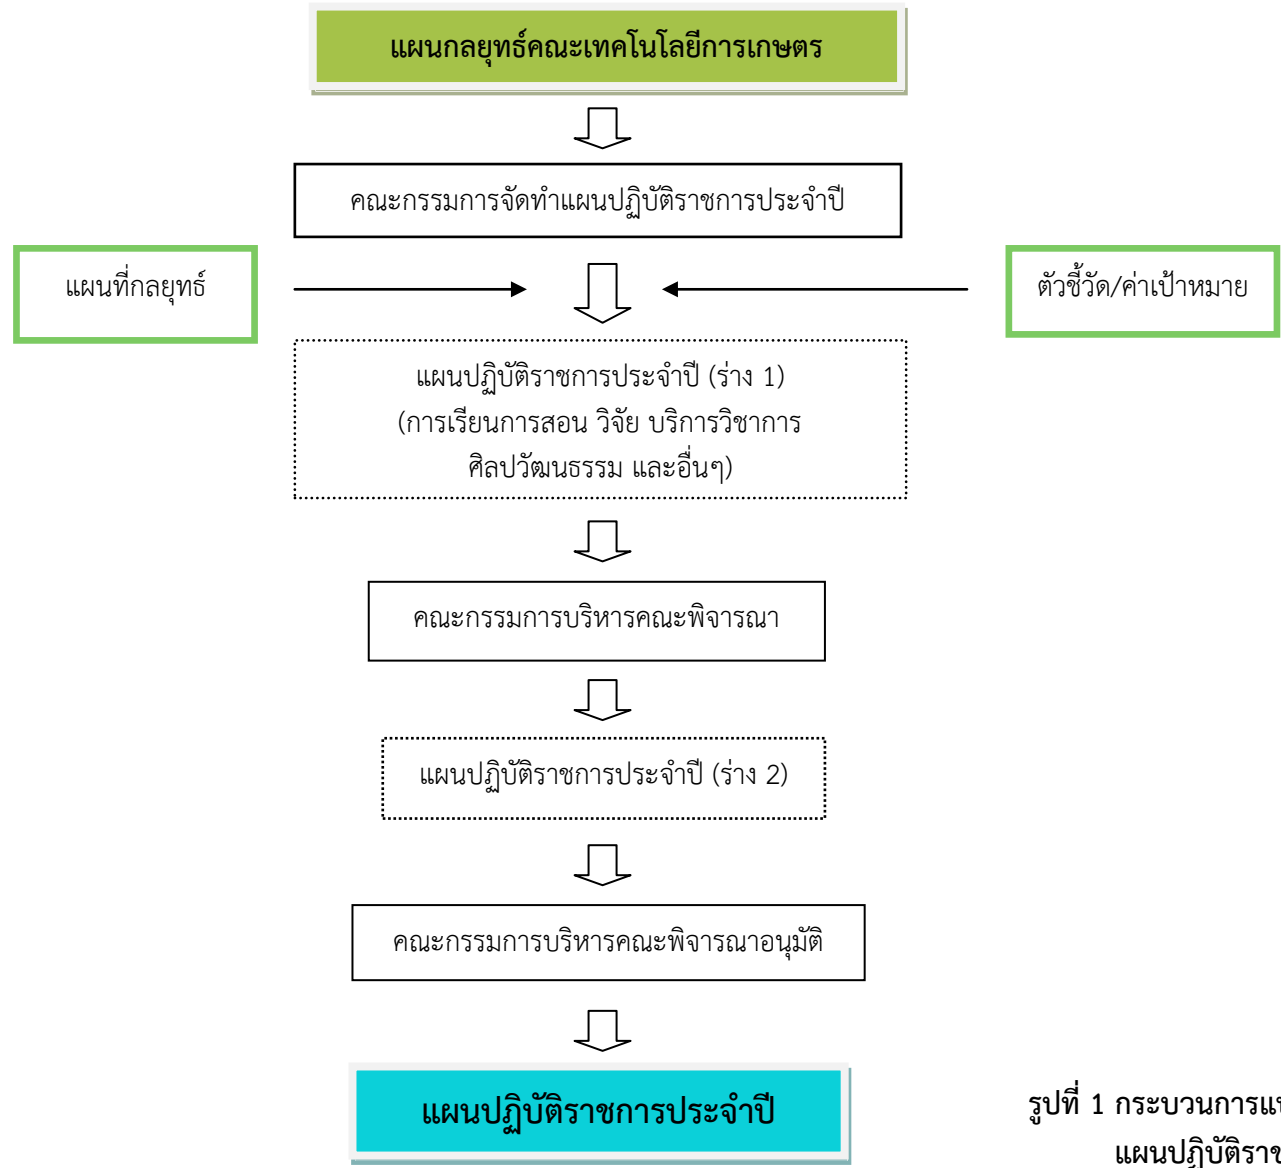 แผนกลยุทธ์คณะเทคโนโลยีการเกษตร
คณะกรรมการจัดทำแผนปฏิบัติราชการประจำปี
แผนที่กลยุทธ์
ตัวชี้วัด/ค่าเป้าหมาย
แผนปฏิบัติราชการประจำปี (ร่าง 1)
(การเรียนการสอน วิจัย บริการวิชาการ
ศิลปวัฒนธรรม และอื่นๆ)
คณะกรรมการบริหารคณะพิจารณา
แผนปฏิบัติราชการประจำปี (ร่าง 2)
คณะกรรมการบริหารคณะพิจารณาอนุมัติ
แผนปฏิบัติราชการประจำปี
รูปที่ 1 กระบวนการแ
แผนปฏิบัติราช